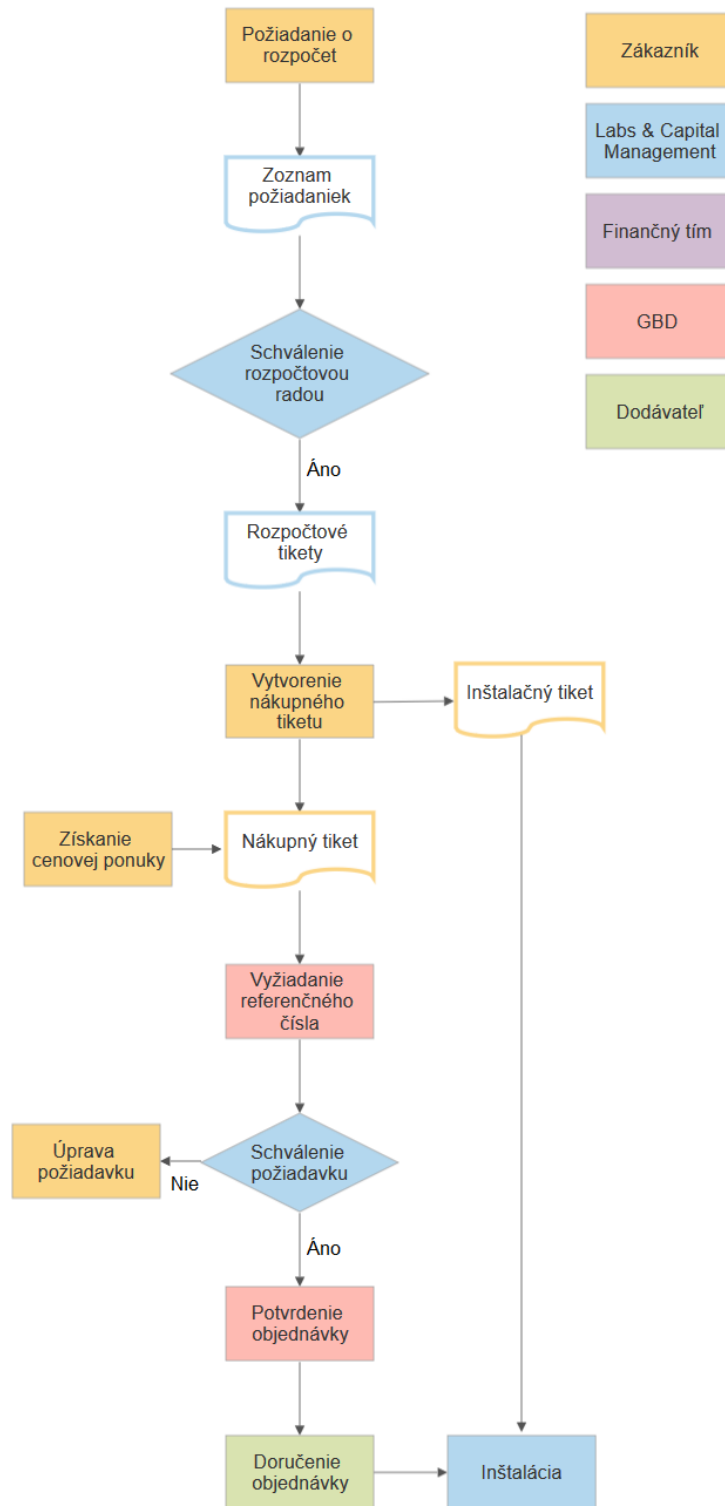 Požiadanie o
rozpočet
Zákazník
Labs & Capital
Management
Zoznam
požiadaniek
Finančný tím
GBD
Schválenie
rozpočtovou
radou
Dodávateľ
Áno
Rozpočtové
tikety
Vytvorenie
nákupného
tiketu
Inštalačný tiket
Získanie
cenovej ponuky
Nákupný tiket
Vyžiadanie
referenčného
čísla
Schválenie
požiadavku
Nie
Úprava
požiadavku
Áno
Potvrdenie
objednávky
Doručenie
objednávky
Inštalácia